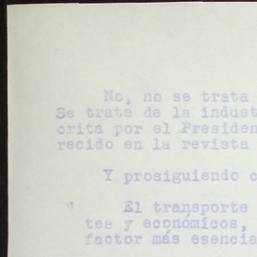 No, no se trata
Se trata de la indust
crita por el Presiden
recido en la revista
Y prosiguiendo c
El transporte
tes y económicos,
factor más esencia